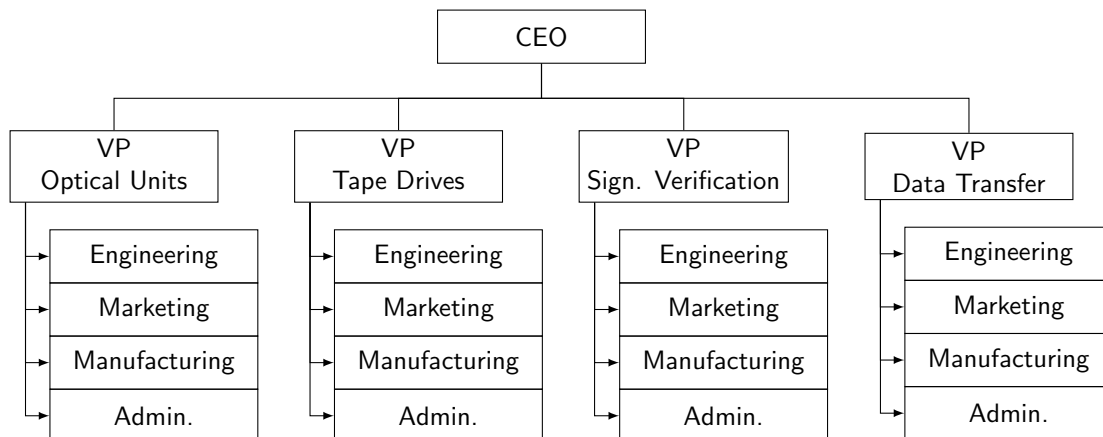 CEO
VP
Optical Units
VP
Tape Drives
VP
Sign. Verification
VP
Data Transfer
Engineering
Marketing
Manufacturing
Admin.
Engineering
Marketing
Manufacturing
Admin.
Engineering
Marketing
Manufacturing
Admin.
Engineering
Marketing
Manufacturing
Admin.